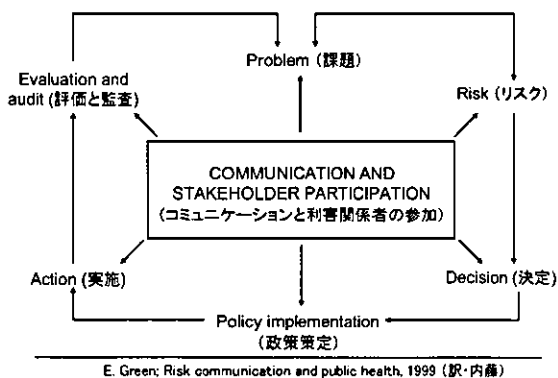 Problem (課題)
Evaluation and
audit (評価と監査)
Risk (リスク)
COMMUNICATION AND
STAKEHOLDER PARTICIPATION
(コミュニケーションと利害関係者の参加)
Action (実施)
Decision (決定)
Policy implementation
(政策策定)
E. Green; Risk communication and public health, 1999 (訳・内藤)